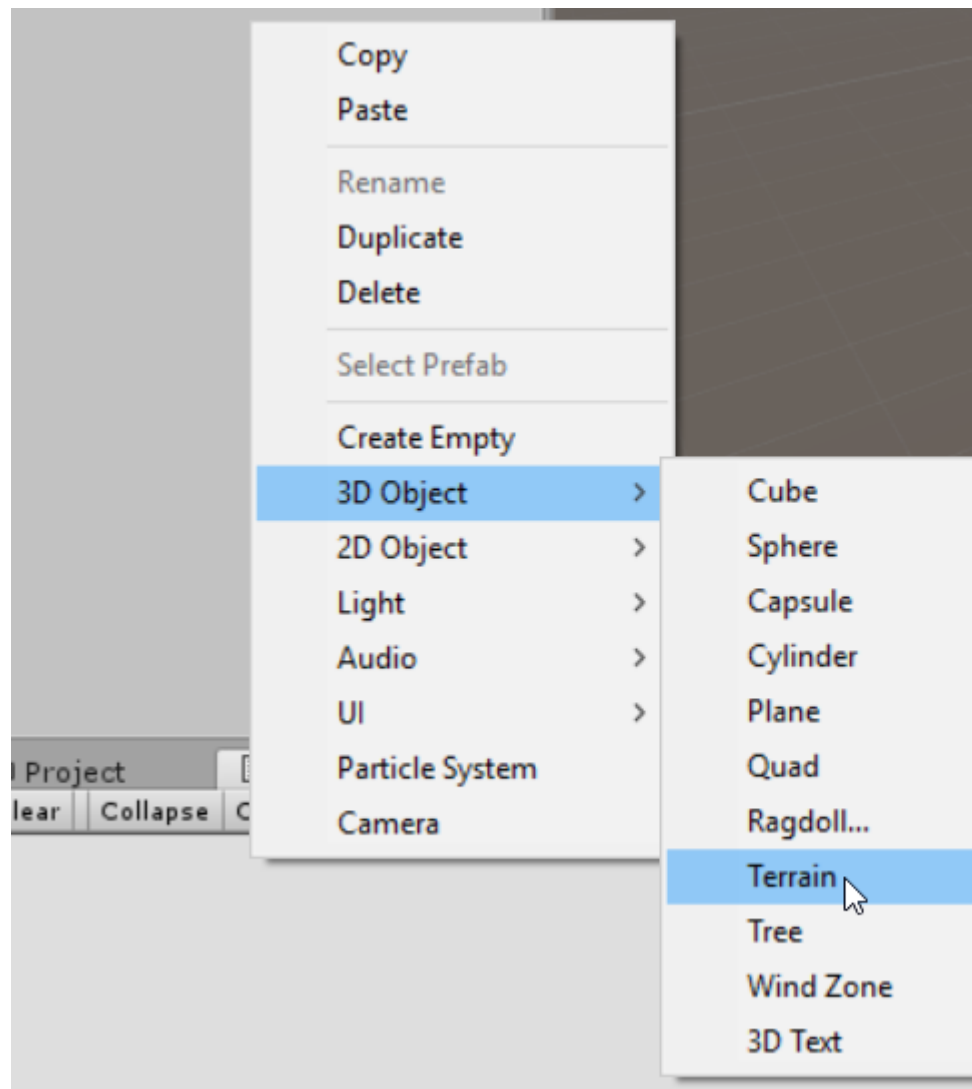 Copy
Paste
Rename
Duplicate
Delete
Select Prefab
Create Empty
3D Object
2D Object
Light
Audio
UI
Particle System
Camera
Cube
Sphere
Capsule
Cylinder
Plane
Quad
Ragdoll...
Terrain
Tree
Wind Zone
3D Text
Project
lear Collapse C